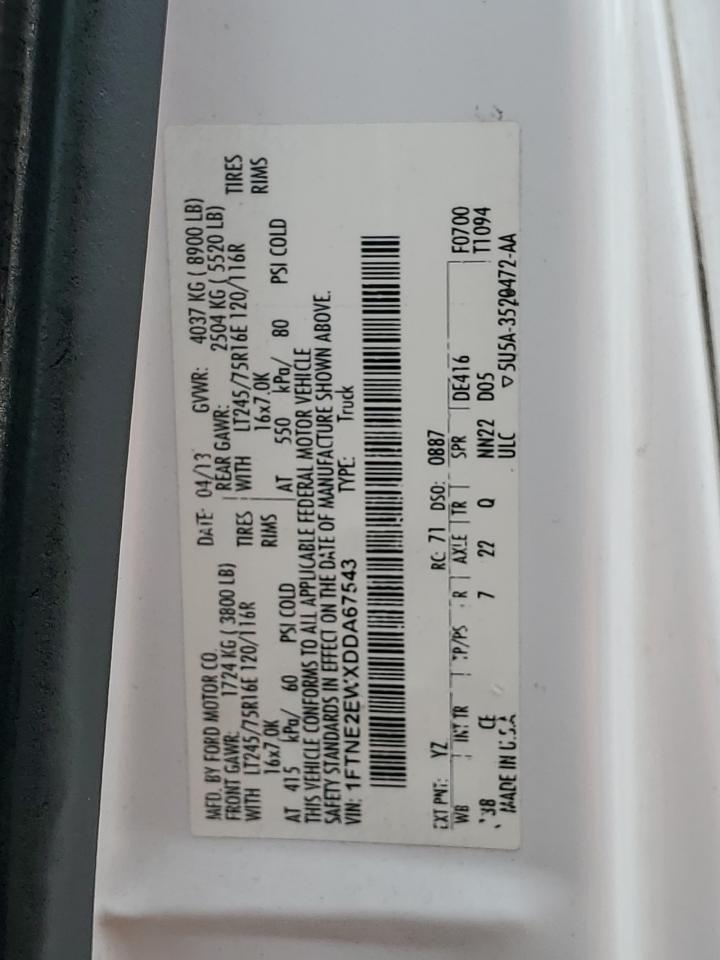 MFD. BY FORD MOTOR CO. DATE: 04/13 GVWR: 4037 KG ( 8900 LB)
FRONT GAWR: 1724 KG ( 3800 LB) REAR GAWR: 2504 KG ( 5520 LB)
WITH LT245/75R16E 120/116R TIRES WITH LT245/75R16E 120/116R TIRES
16x7.0K RIMS 16x7.0K RIMS
AT 415 kPa/ 60 PSI COLD AT 550 kPa/ 80 PSI COLD
THIS VEHICLE CONFORMS TO ALL APPLICABLE FEDERAL MOTOR VEHICLE
SAFETY STANDARDS IN EFFECT ON THE DATE OF MANUFACTURE SHOWN ABOVE.
VIN: 1FTNE2EWXDDA67543 TYPE: Truck
EXT PNT: YZ RC: 71 DSO: 0887
WB INT TR TP/PS R AXLE TR SPR DE416 F0700
138 CE 7 22 Q NN22 D05 T1094
MADE IN U.S.A ULC ▽5U5A-3520472-AA